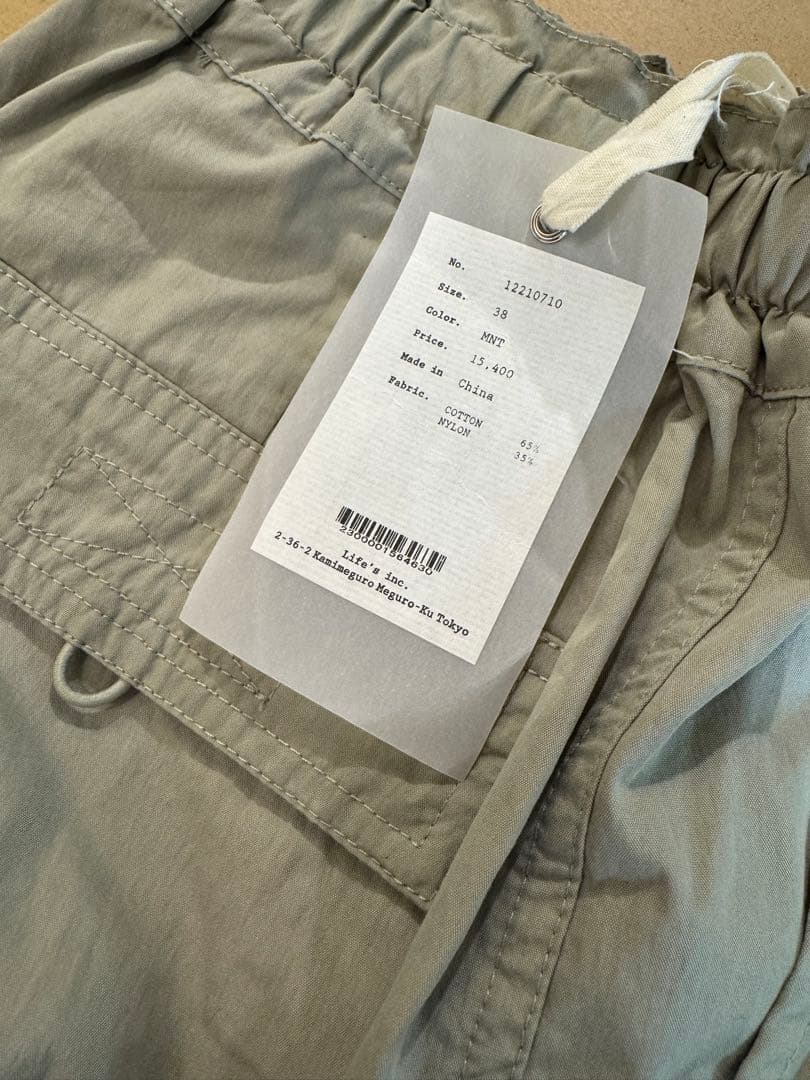 No. 12210710
Size. 38
Color. MNT
Price. 15,400
Made in China
Fabric. COTTON 65%
NYLON 35%
2300001564630
Life's inc.
2-36-2 Kamimeguro Meguro-Ku Tokyo